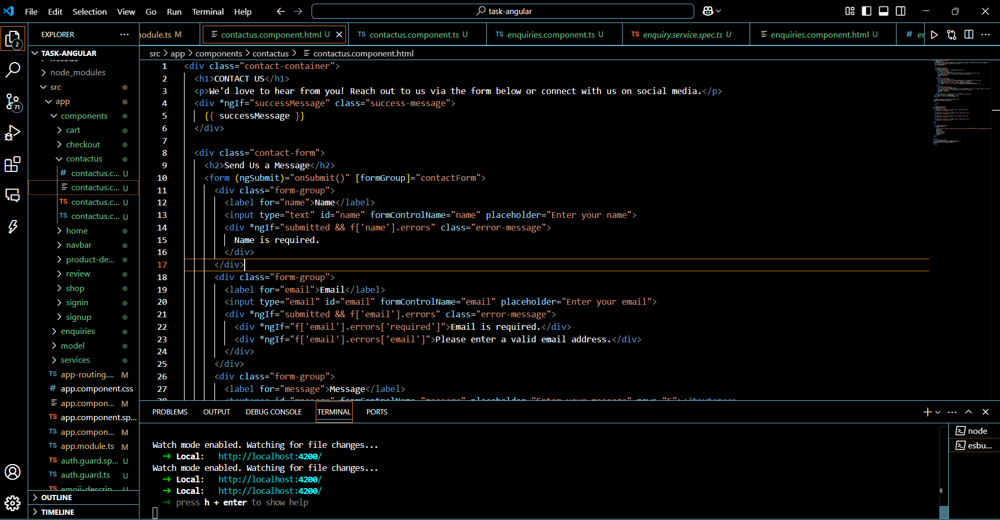 File Edit Selection View Go Run Terminal Help
task-angular
EXPLORER
TASK-ANGULAR
node_modules
src
app
components
cart
checkout
contactus
contactus.c... U
contactus.c... U
TS contactus.c... U
TS contactus.c... U
home
navbar
product-de...
review
shop
signin
signup
enquiries
model
services
TS app-routing.... M
# app.component.css
app.compon... M
TS app.component.sp...
TS app.compon... M
TS app.module.ts M
TS auth.guard.sp... U
TS auth.guard.ts U
OUTLINE
TIMELINE
2
71
odule.ts M
contactus.component.html U
TS contactus.component.ts U
TS enquiries.component.ts U
TS enquiry.service.spec.ts U
enquiries.component.html U
# er
src > app > components > contactus > contactus.component.html
1 <div class="contact-container">
2 <h1>CONTACT US</h1>
3 <p>We'd love to hear from you! Reach out to us via the form below or connect with us on social media.</p>
4 <div *ngIf="successMessage" class="success-message">
5 {{ successMessage }}
6 </div>
7
8 <div class="contact-form">
9 <h2>Send Us a Message</h2>
10 <form (ngSubmit)="onSubmit()" [formGroup]="contactForm">
11 <div class="form-group">
12 <label for="name">Name</label>
13 <input type="text" id="name" formControlName="name" placeholder="Enter your name">
14 <div *ngIf="submitted && f['name'].errors" class="error-message">
15 Name is required.
16 </div>
17 </div>
18 <div class="form-group">
19 <label for="email">Email</label>
20 <input type="email" id="email" formControlName="email" placeholder="Enter your email">
21 <div *ngIf="submitted && f['email'].errors" class="error-message">
22 <div *ngIf="f['email'].errors['required']">Email is required.</div>
23 <div *ngIf="f['email'].errors['email']">Please enter a valid email address.</div>
24 </div>
25 </div>
26 <div class="form-group">
27 <label for="message">Message</label>
PROBLEMS OUTPUT DEBUG CONSOLE TERMINAL PORTS
Watch mode enabled. Watching for file changes...
➜ Local: http://localhost:4200/
Watch mode enabled. Watching for file changes...
➜ Local: http://localhost:4200/
➜ Local: http://localhost:4200/
➜ press h + enter to show help
node
esbu...